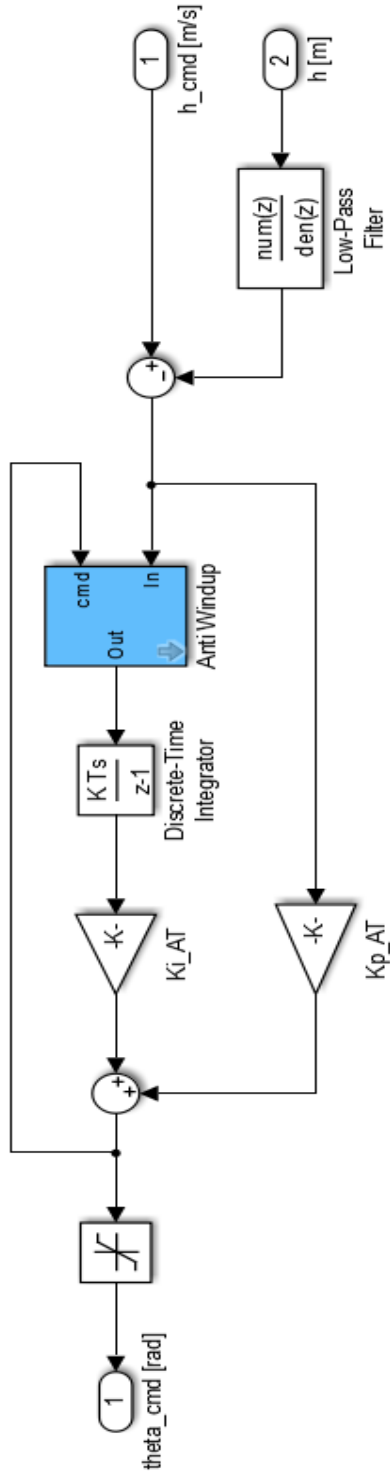 1
h_cmd [m/s]
2
h [m]
num(z)
den(z)
Low-Pass
Filter
+
−
cmd
In
Out
Anti Windup
K Ts
z-1
Discrete-Time
Integrator
-K-
Ki_AT
-K-
Kp_AT
+
+
1
theta_cmd [rad]